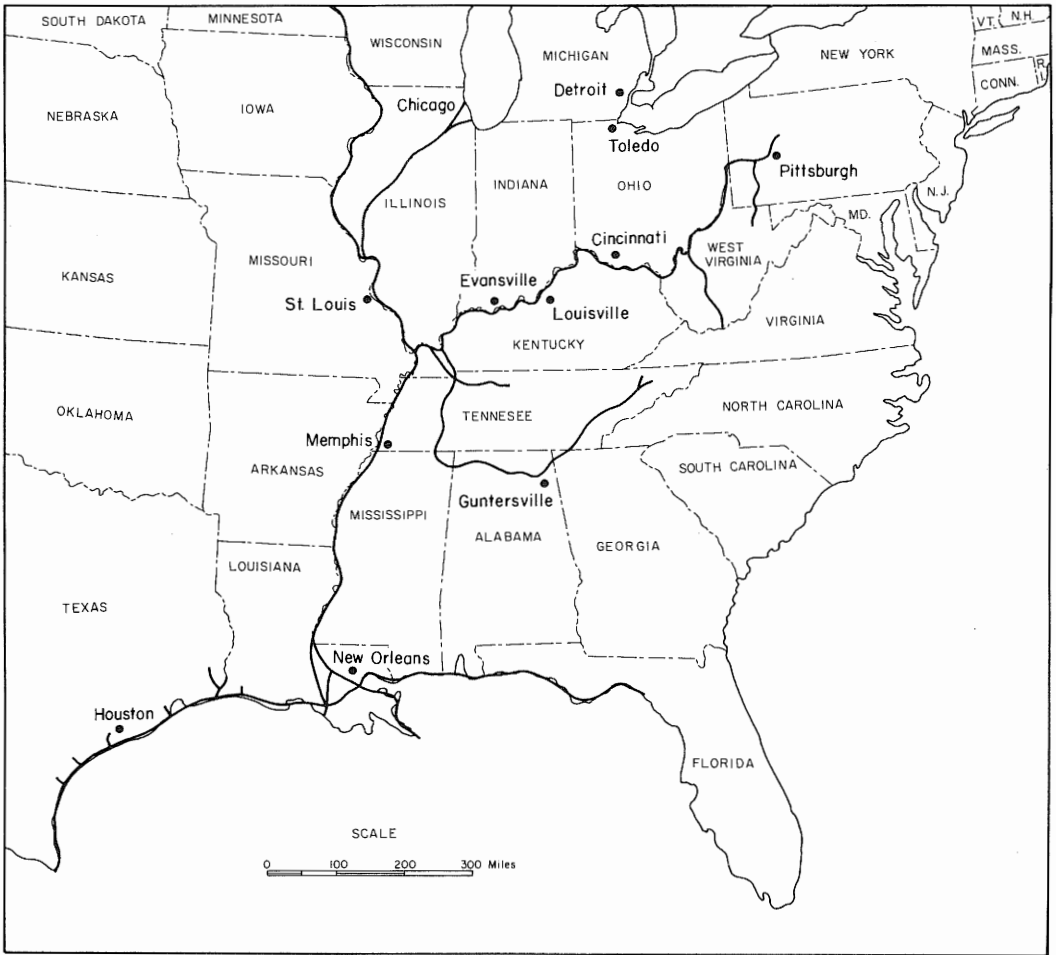 SOUTH DAKOTA
MINNESOTA
WISCONSIN
MICHIGAN
NEW YORK
VT.
N.H.
MASS.
CONN.
R.
I.
NEBRASKA
IOWA
Chicago
Detroit
Toledo
Pittsburgh
ILLINOIS
INDIANA
OHIO
N.J.
MD.
KANSAS
MISSOURI
St. Louis
Evansville
Cincinnati
Louisville
WEST
VIRGINIA
VIRGINIA
KENTUCKY
OKLAHOMA
ARKANSAS
Memphis
TENNESEE
NORTH CAROLINA
SOUTH CAROLINA
Guntersville
MISSISSIPPI
ALABAMA
GEORGIA
TEXAS
LOUISIANA
New Orleans
Houston
FLORIDA
SCALE
0 100 200 300 Miles